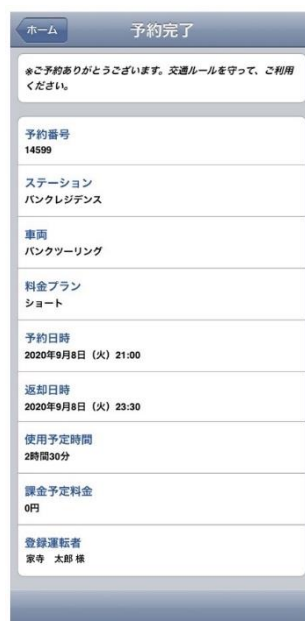 ホーム
予約完了
※ご予約ありがとうございます。交通ルールを守って、ご利用
ください。
予約番号
14599
ステーション
バンクレジデンス
車両
バンクツーリング
料金プラン
ショート
予約日時
2020年9月8日（火）21:00
返却日時
2020年9月8日（火）23:30
使用予定時間
2時間30分
課金予定料金
0円
登録運転者
家寺　太郎 様